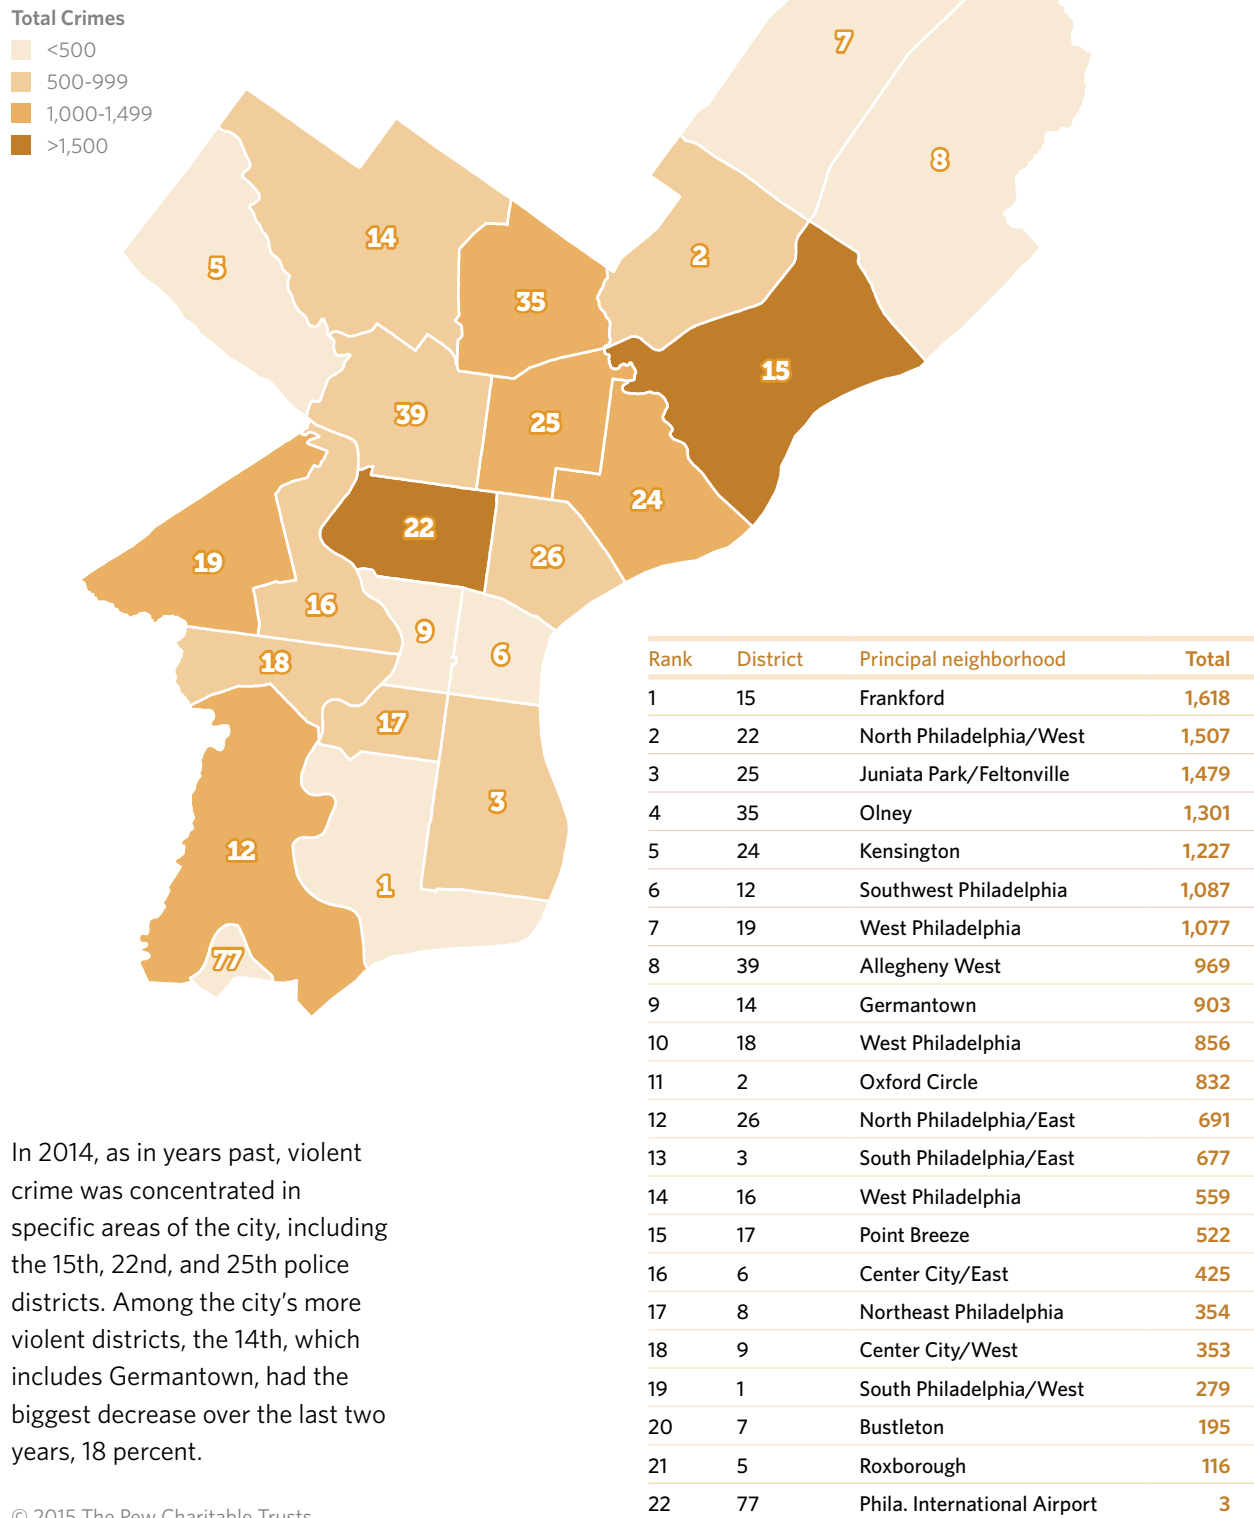 Total Crimes
<500
500-999
1,000-1,499
>1,500
7
8
14
5
2
35
15
39
25
24
22
19
26
16
9
6
18
17
3
12
1
77
Rank District Principal neighborhood Total
1 15 Frankford 1,618
2 22 North Philadelphia/West 1,507
3 25 Juniata Park/Feltonville 1,479
4 35 Olney 1,301
5 24 Kensington 1,227
6 12 Southwest Philadelphia 1,087
7 19 West Philadelphia 1,077
8 39 Allegheny West 969
9 14 Germantown 903
10 18 West Philadelphia 856
11 2 Oxford Circle 832
12 26 North Philadelphia/East 691
13 3 South Philadelphia/East 677
14 16 West Philadelphia 559
15 17 Point Breeze 522
16 6 Center City/East 425
17 8 Northeast Philadelphia 354
18 9 Center City/West 353
19 1 South Philadelphia/West 279
20 7 Bustleton 195
21 5 Roxborough 116
22 77 Phila. International Airport 3
In 2014, as in years past, violent
crime was concentrated in
specific areas of the city, including
the 15th, 22nd, and 25th police
districts. Among the city's more
violent districts, the 14th, which
includes Germantown, had the
biggest decrease over the last two
years, 18 percent.
© 2015 The Pew Charitable Trusts